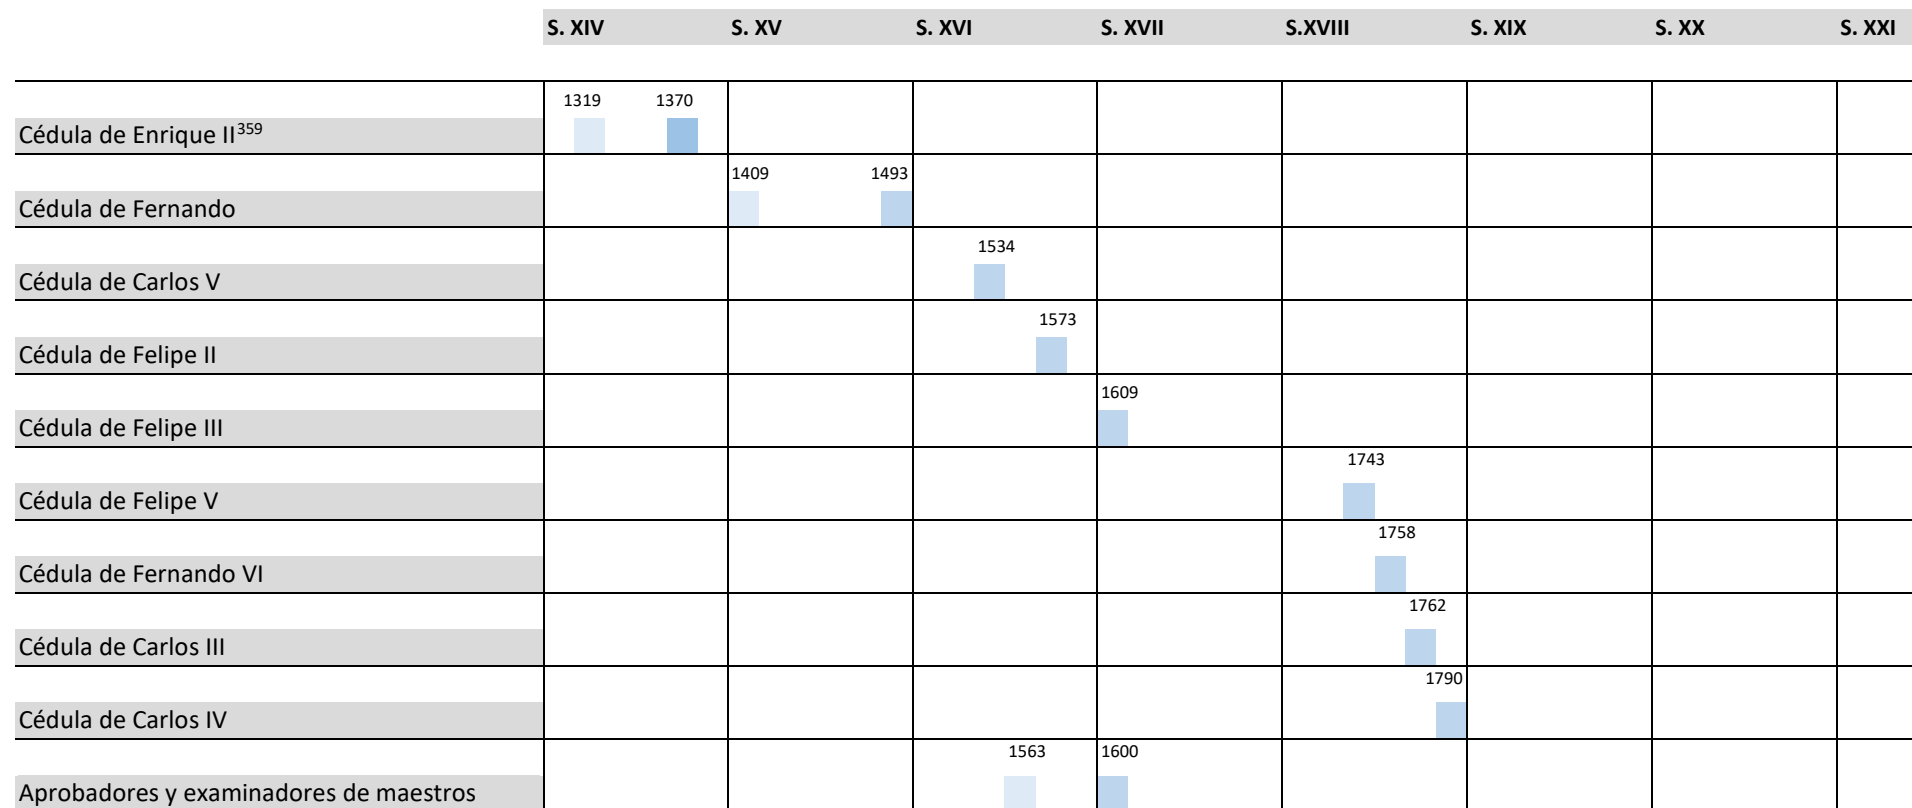 S. XIV S. XV S. XVI S. XVII S.XVIII S. XIX S. XX S. XXI
1319 1370
Cédula de Enrique II359
1409 1493
Cédula de Fernando
1534
Cédula de Carlos V
1573
Cédula de Felipe II
1609
Cédula de Felipe III
1743
Cédula de Felipe V
1758
Cédula de Fernando VI
1762
Cédula de Carlos III
1790
Cédula de Carlos IV
1563 1600
Aprobadores y examinadores de maestros